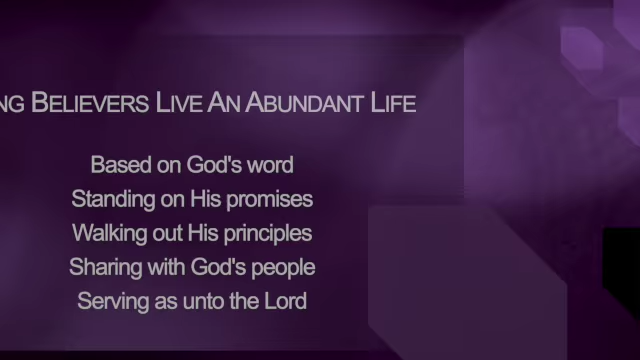 NG BELIEVERS LIVE AN ABUNDANT LIFE
Based on God's word
Standing on His promises
Walking out His principles
Sharing with God's people
Serving as unto the Lord